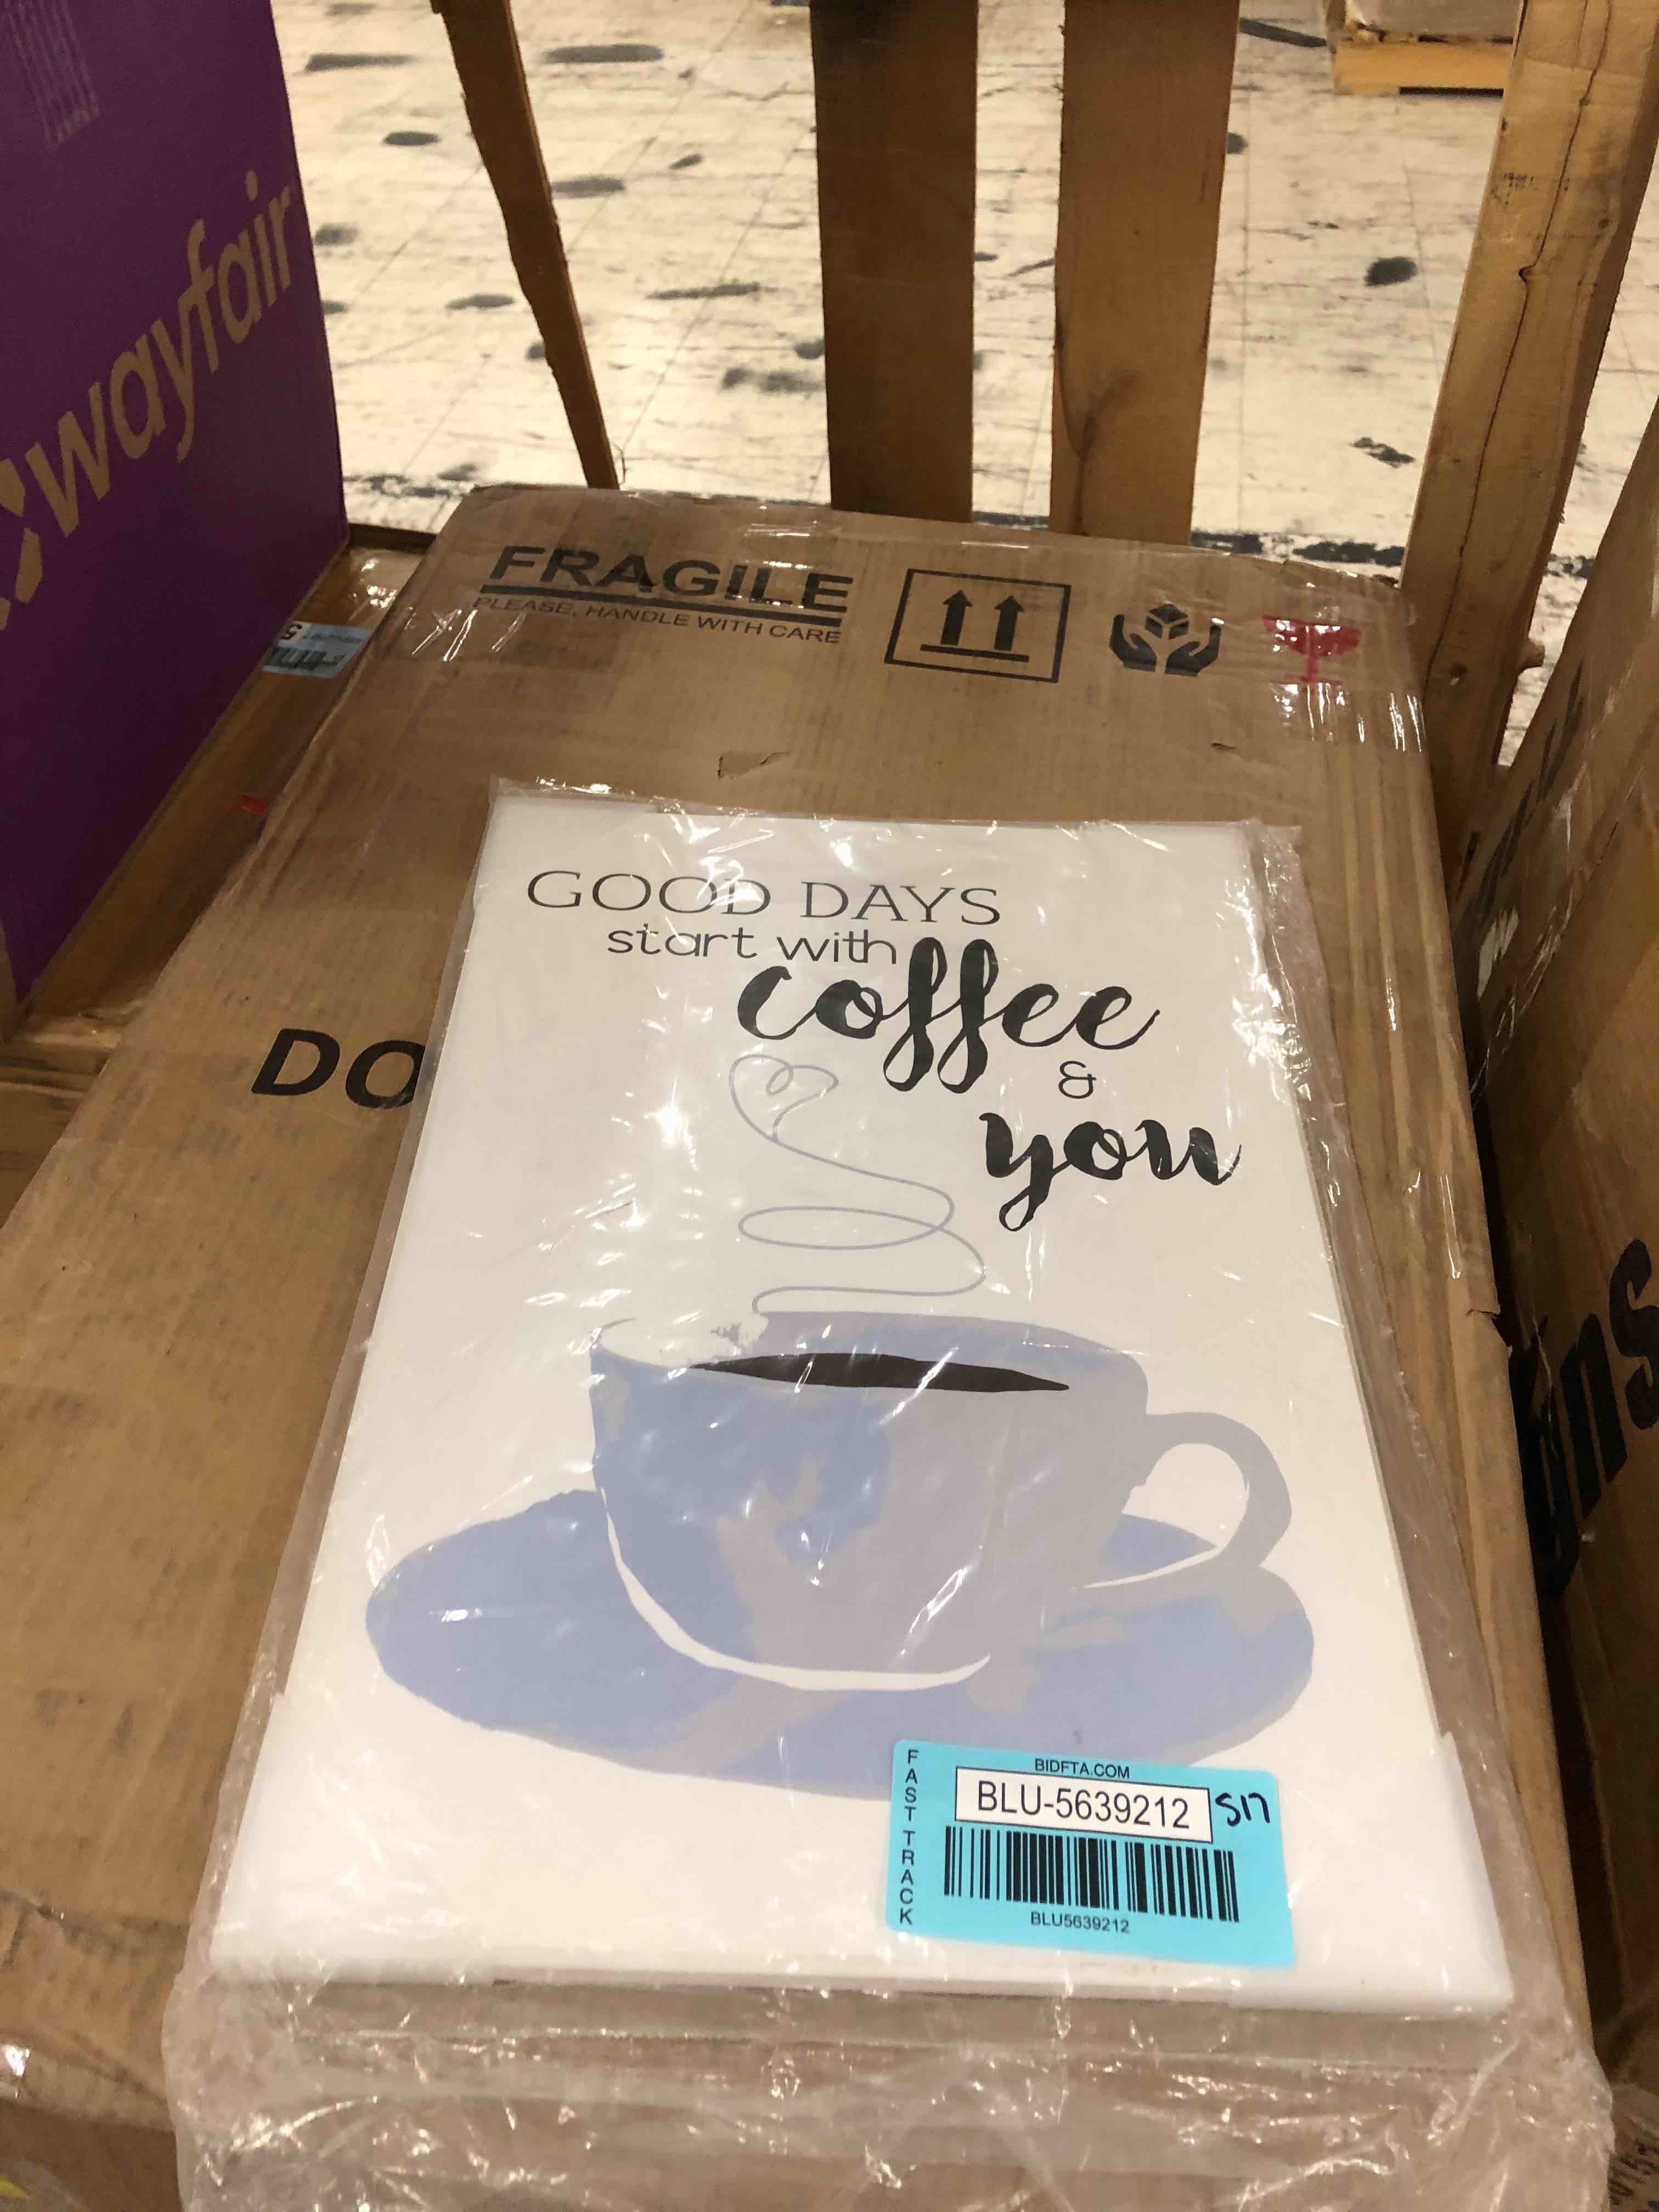 wayfair
FRAGILE
PLEASE, HANDLE WITH CARE
DO
GOOD DAYS
start with
coffee
&
you
FAST TRACK
BIDFTA.COM
BLU-5639212
S17
BLU5639212